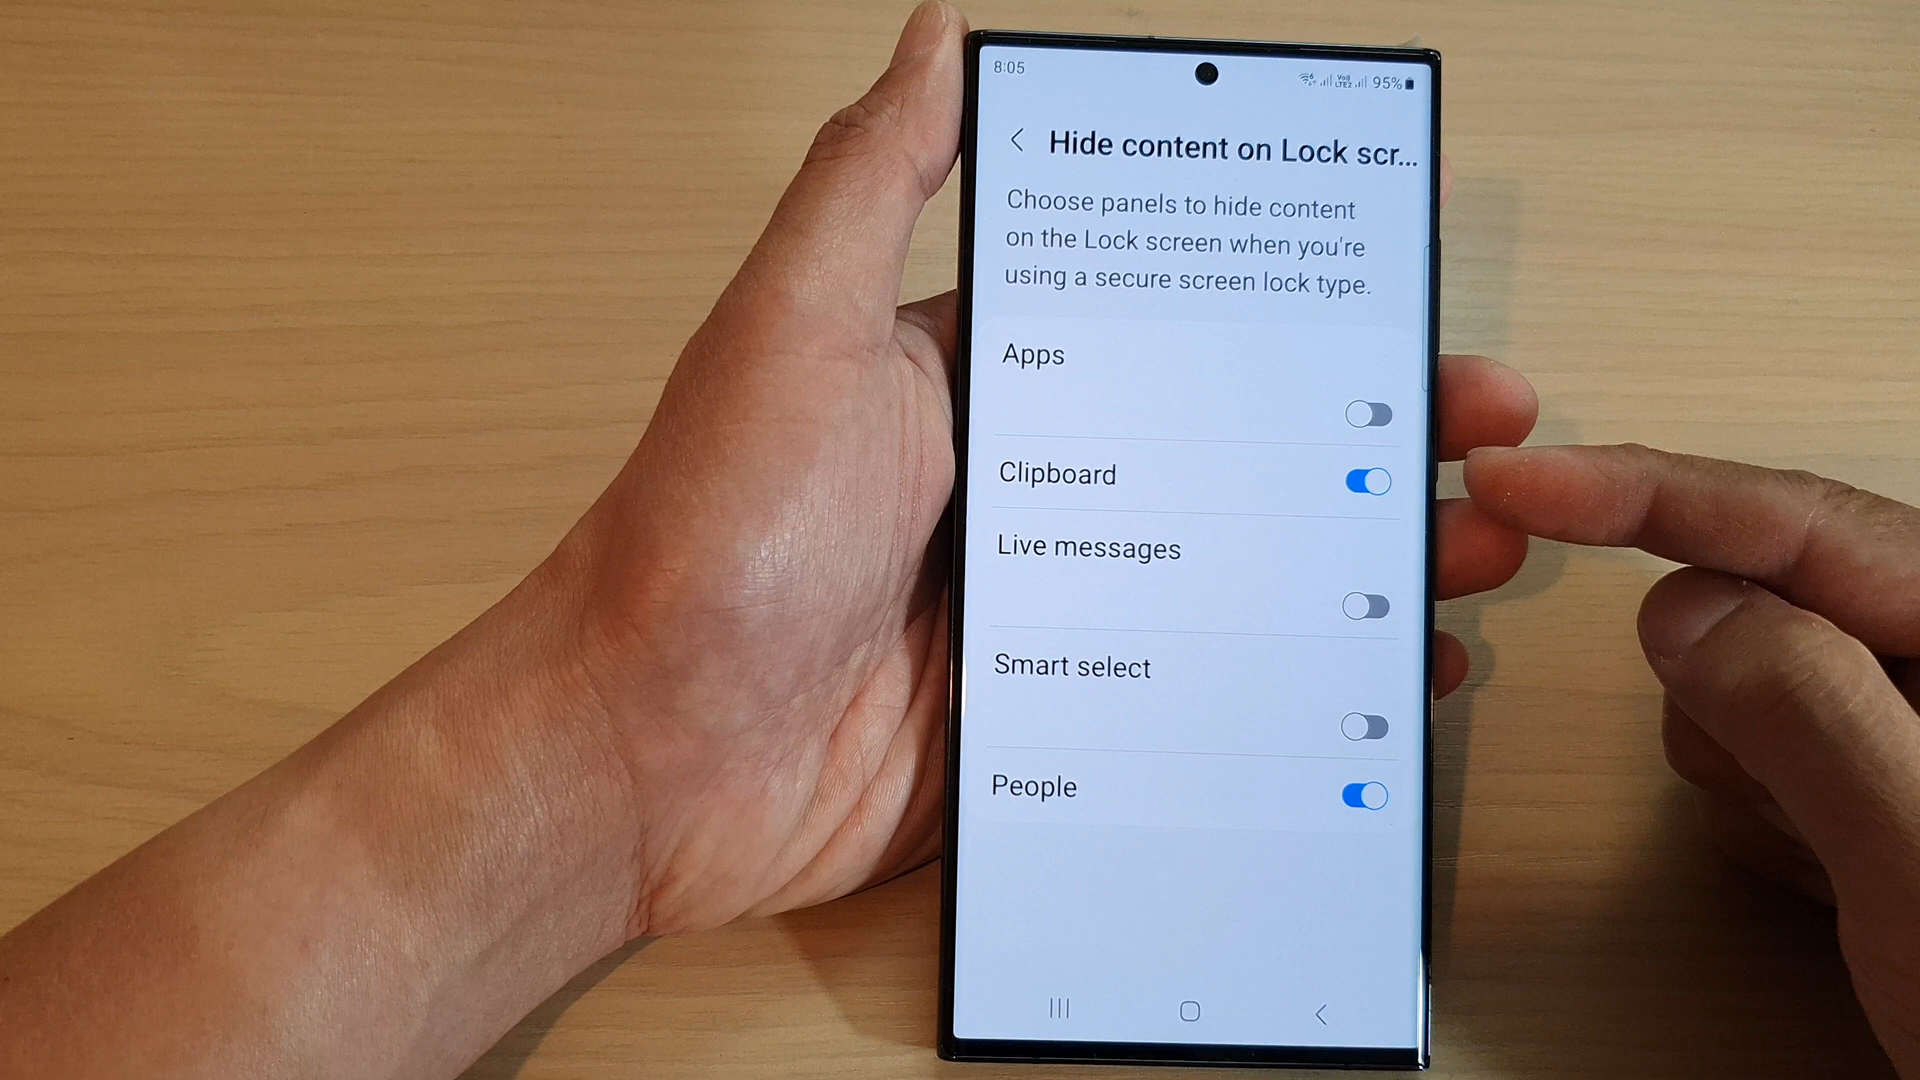 8:05
95%
Hide content on Lock scr...
Choose panels to hide content
on the Lock screen when you're
using a secure screen lock type.
Apps
Clipboard
Live messages
Smart select
People